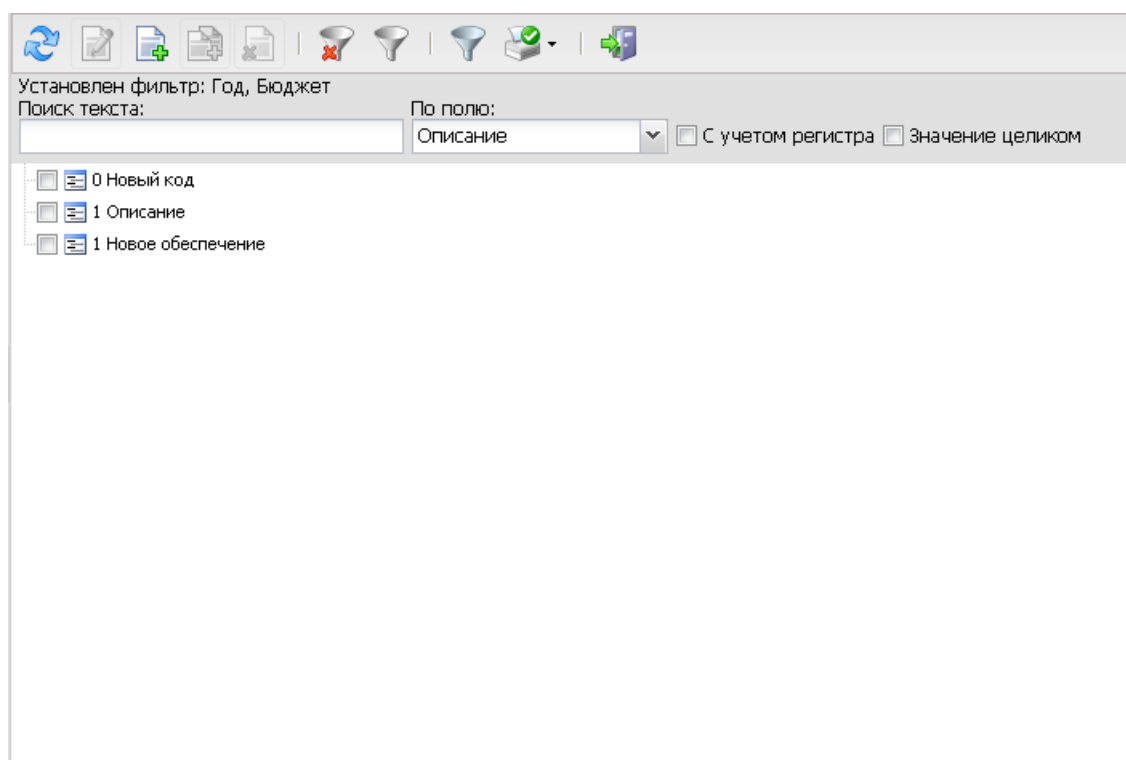 Установлен фильтр: Год, Бюджет
Поиск текста: По полю:
Описание С учетом регистра Значение целиком
0 Новый код
1 Описание
1 Новое обеспечение